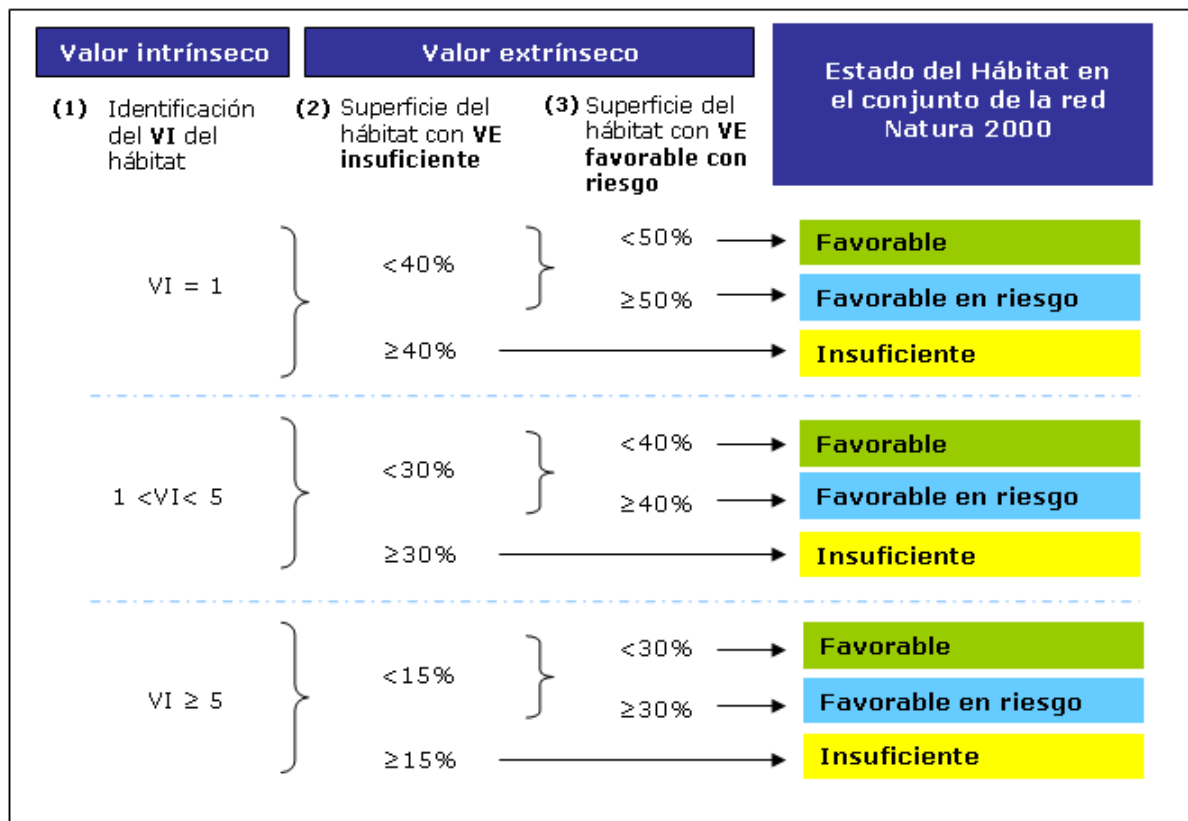 Valor intrínseco
Valor extrínseco
Estado del Hábitat en
el conjunto de la red
Natura 2000
(1) Identificación
del VI del
hábitat
(2) Superficie del
hábitat con VE
insuficiente
(3) Superficie del
hábitat con VE
favorable con
riesgo
VI = 1
<40%
<50%
Favorable
≥50%
Favorable en riesgo
≥40%
Insuficiente
1 <VI< 5
<30%
<40%
Favorable
≥40%
Favorable en riesgo
≥30%
Insuficiente
VI ≥ 5
<15%
<30%
Favorable
≥30%
Favorable en riesgo
≥15%
Insuficiente